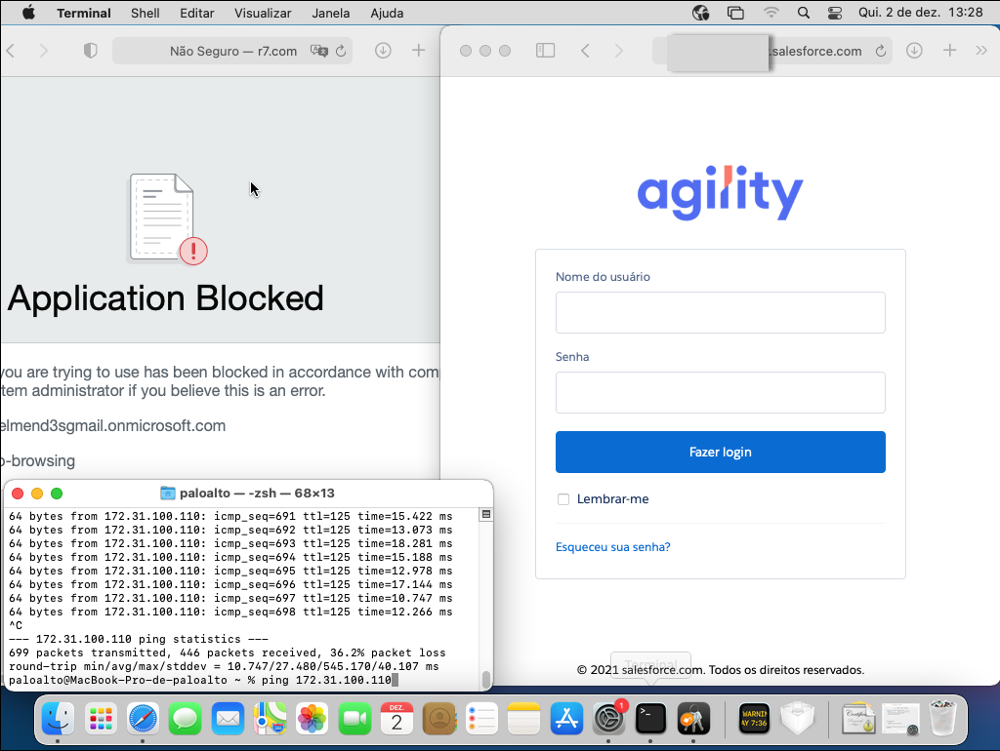 Terminal Shell Editar Visualizar Janela Ajuda Qui. 2 de dez. 13:28
Não Seguro — r7.com
.salesforce.com
Application Blocked
you are trying to use has been blocked in accordance with com
tem administrator if you believe this is an error.
elmend3sgmail.onmicrosoft.com
-browsing
agility
Nome do usuário
Senha
Fazer login
Lembrar-me
Esqueceu sua senha?
© 2021 salesforce.com. Todos os direitos reservados.
Terminal
paloalto — -zsh — 68×13
64 bytes from 172.31.100.110: icmp_seq=691 ttl=125 time=15.422 ms
64 bytes from 172.31.100.110: icmp_seq=692 ttl=125 time=13.073 ms
64 bytes from 172.31.100.110: icmp_seq=693 ttl=125 time=18.281 ms
64 bytes from 172.31.100.110: icmp_seq=694 ttl=125 time=15.188 ms
64 bytes from 172.31.100.110: icmp_seq=695 ttl=125 time=12.978 ms
64 bytes from 172.31.100.110: icmp_seq=696 ttl=125 time=17.144 ms
64 bytes from 172.31.100.110: icmp_seq=697 ttl=125 time=10.747 ms
64 bytes from 172.31.100.110: icmp_seq=698 ttl=125 time=12.266 ms
^C
--- 172.31.100.110 ping statistics ---
699 packets transmitted, 446 packets received, 36.2% packet loss
round-trip min/avg/max/stddev = 10.747/27.480/545.170/40.107 ms
paloalto@MacBook-Pro-de-paloalto ~ % ping 172.31.100.110
DEZ.
2
1
>_
WARNIN
AY 7:36